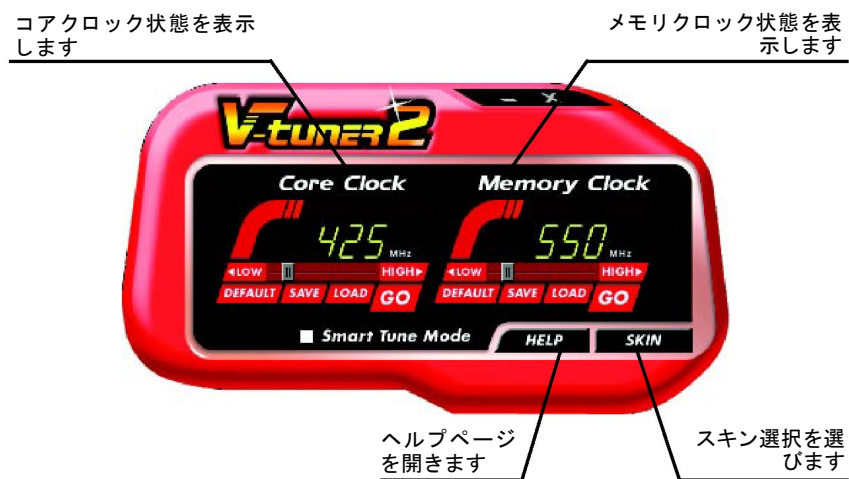 コアクロック状態を表示
します
メモリクロック状態を表
示します
V-tuner 2
Core Clock
Memory Clock
425 MHz
550 MHz
◀LOW HIGH▶
◀LOW HIGH▶
DEFAULT SAVE LOAD GO
DEFAULT SAVE LOAD GO
Smart Tune Mode
HELP
SKIN
ヘルプページ
を開きます
スキン選択を選
びます